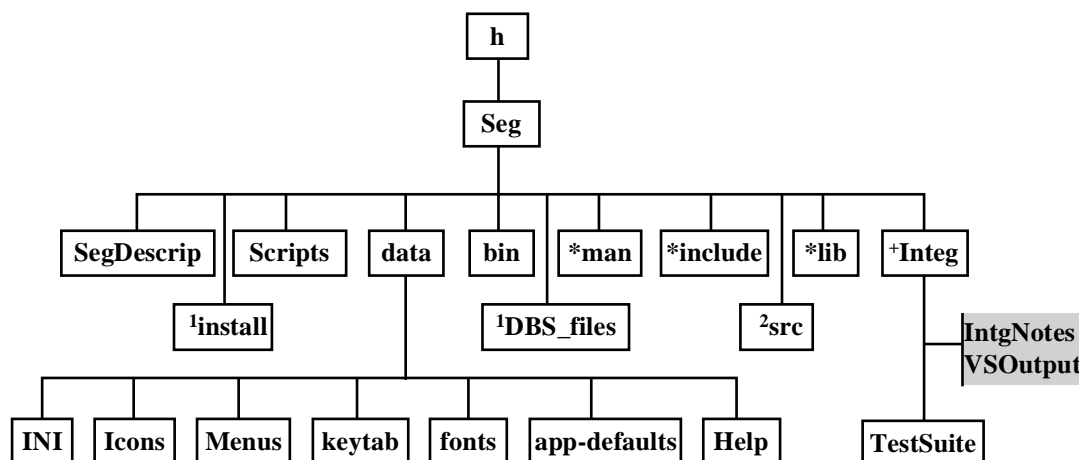 h
Seg
SegDescrip
Scripts
data
bin
*man
*include
*lib
+Integ
1install
1DBS_files
2src
IntgNotes
VSOutput
INI
Icons
Menus
keytab
fonts
app-defaults
Help
TestSuite